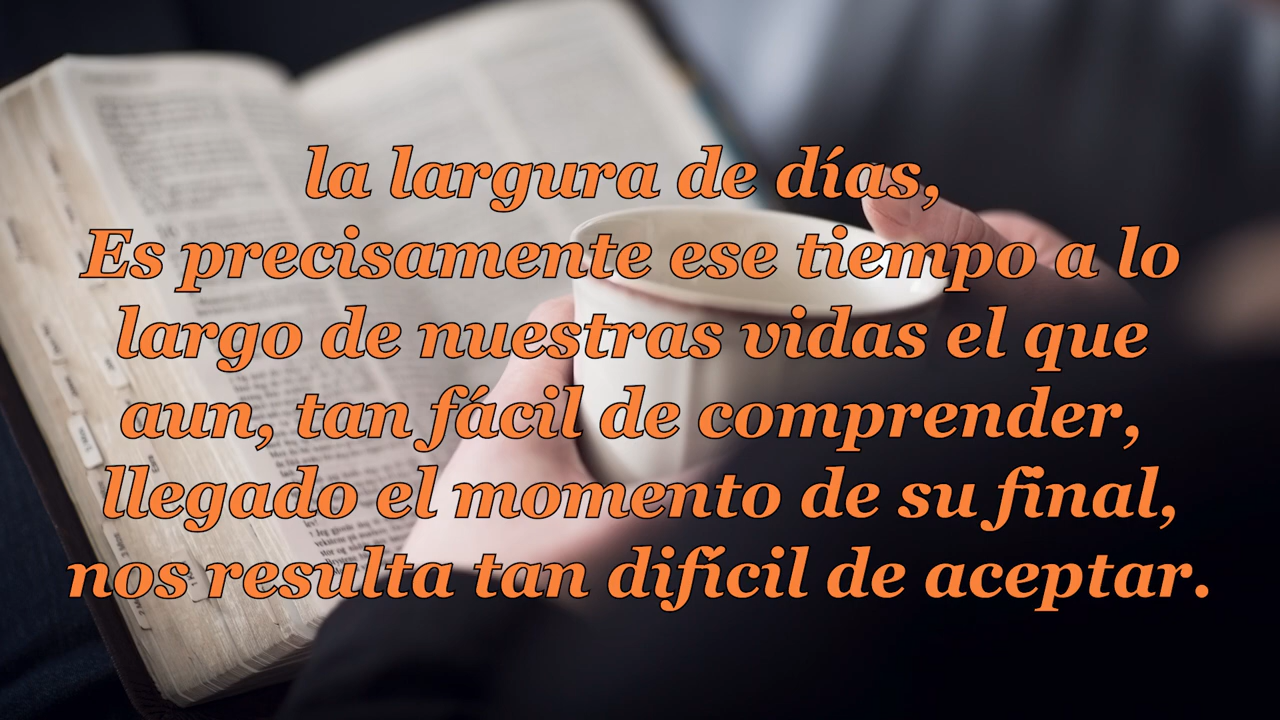 la largura de días,
Es precisamente ese tiempo a lo
largo de nuestras vidas el que
aun, tan fácil de comprender,
llegado el momento de su final,
nos resulta tan difícil de aceptar.